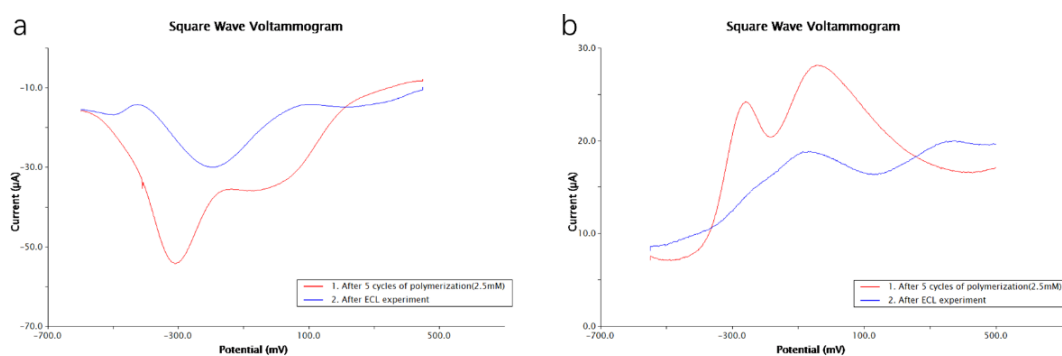 a
Square Wave Voltammogram
-10.0
-30.0
-50.0
-70.0
Current (µA)
-700.0
-300.0
100.0
500.0
Potential (mV)
1. After 5 cycles of polymerization(2.5mM)
2. After ECL experiment
b
Square Wave Voltammogram
30.0
20.0
10.0
0.0
Current (µA)
-700.0
-300.0
100.0
500.0
Potential (mV)
1. After 5 cycles of polymerization(2.5mM)
2. After ECL experiment